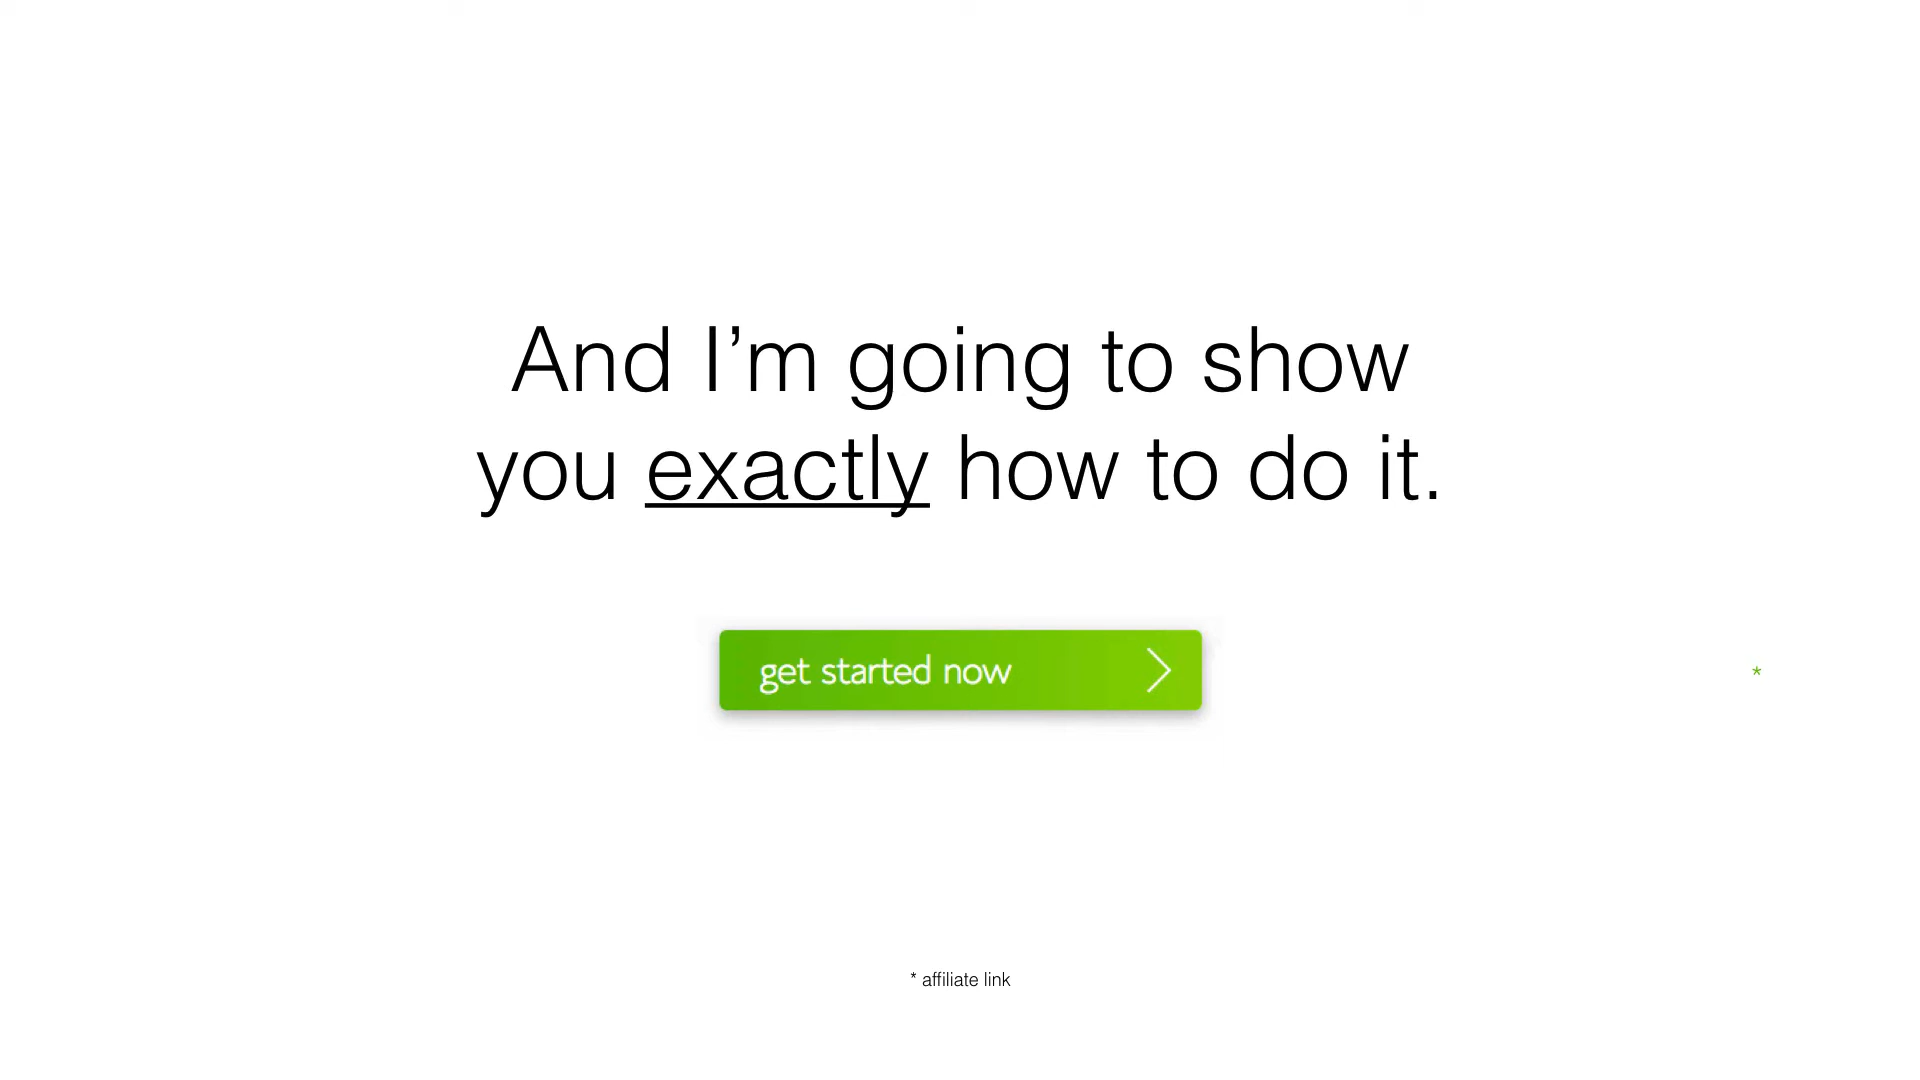 And I’m going to show
you exactly how to do it.
get started now
*
* affiliate link